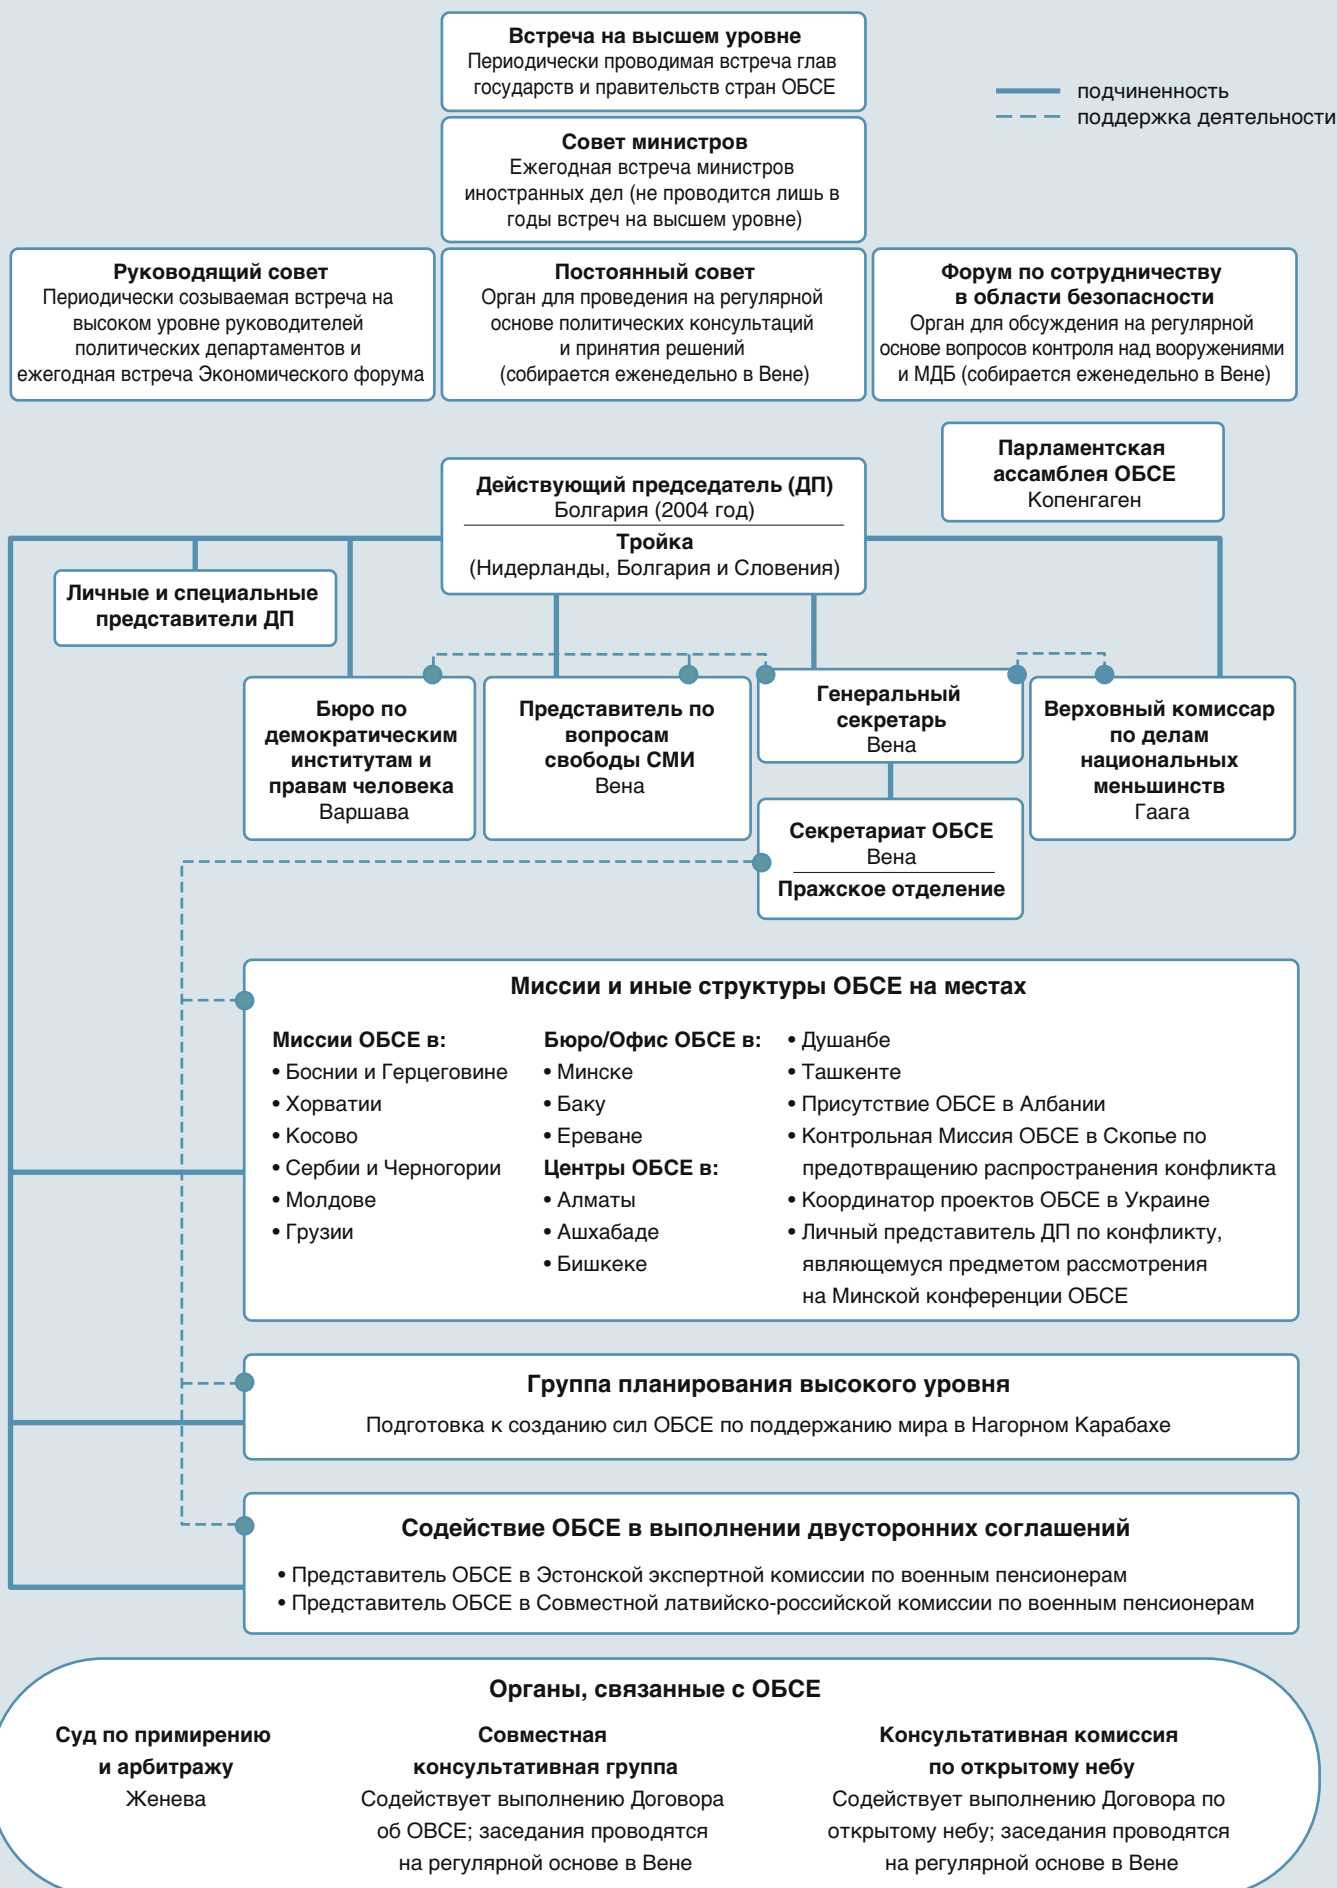 Встреча на высшем уровне
Периодически проводимая встреча глав
государств и правительств стран ОБСЕ
подчиненность
поддержка деятельности
Совет министров
Ежегодная встреча министров
иностранных дел (не проводится лишь в
годы встреч на высшем уровне)
Руководящий совет
Периодически созываемая встреча на
высоком уровне руководителей
политических департаментов и
ежегодная встреча Экономического форума
Постоянный совет
Орган для проведения на регулярной
основе политических консультаций
и принятия решений
(собирается еженедельно в Вене)
Форум по сотрудничеству
в области безопасности
Орган для обсуждения на регулярной
основе вопросов контроля над вооружениями
и МДБ (собирается еженедельно в Вене)
Парламентская
ассамблея ОБСЕ
Копенгаген
Действующий председатель (ДП)
Болгария (2004 год)
Тройка
(Нидерланды, Болгария и Словения)
Личные и специальные
представители ДП
Бюро по
демократическим
институтам и
правам человека
Варшава
Представитель по
вопросам
свободы СМИ
Вена
Генеральный
секретарь
Вена
Верховный комиссар
по делам
национальных
меньшинств
Гаага
Секретариат ОБСЕ
Вена
Пражское отделение
Миссии и иные структуры ОБСЕ на местах
Миссии ОБСЕ в:
• Боснии и Герцеговине
• Хорватии
• Косово
• Сербии и Черногории
• Молдове
• Грузии
Бюро/Офис ОБСЕ в:
• Минске
• Баку
• Ереване
Центры ОБСЕ в:
• Алматы
• Ашхабаде
• Бишкеке
• Душанбе
• Ташкенте
• Присутствие ОБСЕ в Албании
• Контрольная Миссия ОБСЕ в Скопье по
предотвращению распространения конфликта
• Координатор проектов ОБСЕ в Украине
• Личный представитель ДП по конфликту,
являющемуся предметом рассмотрения
на Минской конференции ОБСЕ
Группа планирования высокого уровня
Подготовка к созданию сил ОБСЕ по поддержанию мира в Нагорном Карабахе
Содействие ОБСЕ в выполнении двусторонних соглашений
• Представитель ОБСЕ в Эстонской экспертной комиссии по военным пенсионерам
• Представитель ОБСЕ в Совместной латвийско-российской комиссии по военным пенсионерам
Органы, связанные с ОБСЕ
Суд по примирению
и арбитражу
Женева
Совместная
консультативная группа
Содействует выполнению Договора
об ОВСЕ; заседания проводятся
на регулярной основе в Вене
Консультативная комиссия
по открытому небу
Содействует выполнению Договора по
открытому небу; заседания проводятся
на регулярной основе в Вене